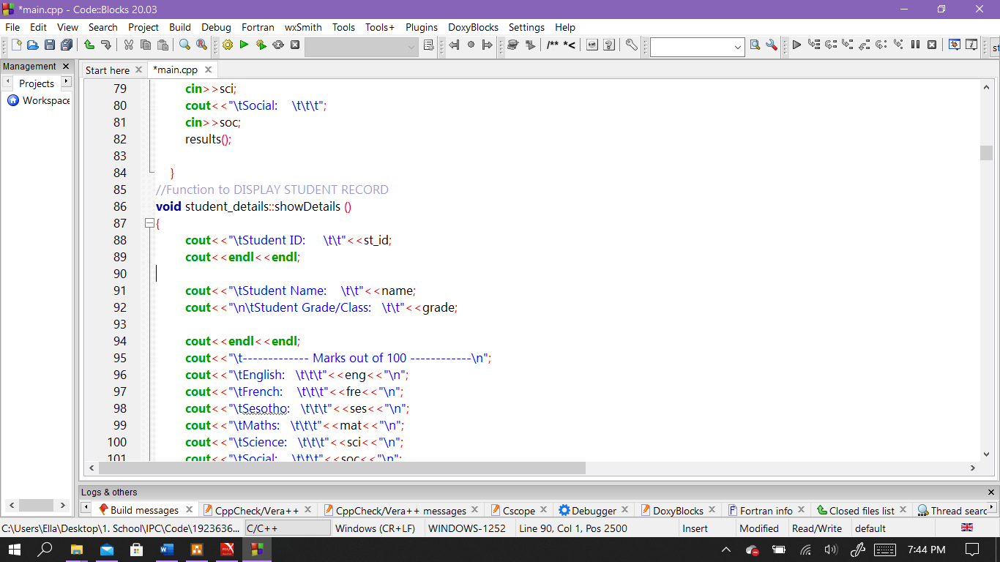 *main.cpp - Code::Blocks 20.03
File Edit View Search Project Build Debug Fortran wxSmith Tools Tools+ Plugins DoxyBlocks Settings Help
/** *<
st
Management
Start here *main.cpp
Projects
Workspace
79 cin>>sci;
80 cout<<"\tSocial: \t\t\t";
81 cin>>soc;
82 results();
83
84 }
85 //Function to DISPLAY STUDENT RECORD
86 void student_details::showDetails ()
87 {
88 cout<<"\tStudent ID: \t\t"<<st_id;
89 cout<<endl<<endl;
90
91 cout<<"\tStudent Name: \t\t"<<name;
92 cout<<"\n\tStudent Grade/Class: \t\t"<<grade;
93
94 cout<<endl<<endl;
95 cout<<"\t------------- Marks out of 100 ------------\n";
96 cout<<"\tEnglish: \t\t\t"<<eng<<"\n";
97 cout<<"\tFrench: \t\t\t"<<fre<<"\n";
98 cout<<"\tSesotho: \t\t\t"<<ses<<"\n";
99 cout<<"\tMaths: \t\t\t"<<mat<<"\n";
100 cout<<"\tScience: \t\t\t"<<sci<<"\n";
101 cout<<"\tSocial: \t\t\t"<<soc<<"\n";
Logs & others
Build messages CppCheck/Vera++ CppCheck/Vera++ messages Cscope Debugger DoxyBlocks Fortran info Closed files list Thread searc
C:\Users\Ella\Desktop\1. School\IPC\Code\1923636... C/C++ Windows (CR+LF) WINDOWS-1252 Line 90, Col 1, Pos 2500 Insert Modified Read/Write default
7:44 PM